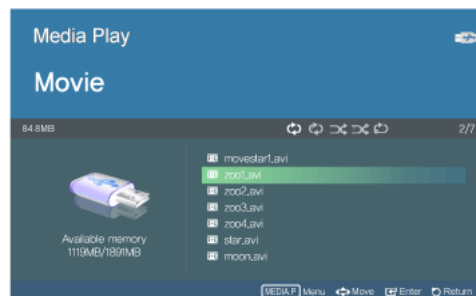 Media Play
Movie
84.8MB
2/7
movestar1.avi
zoo1.avi
zoo2.avi
zoo3.avi
zoo4.avi
star.avi
moon.avi
Available memory
1119MB/1891MB
MEDIA.P Menu Move Enter Return